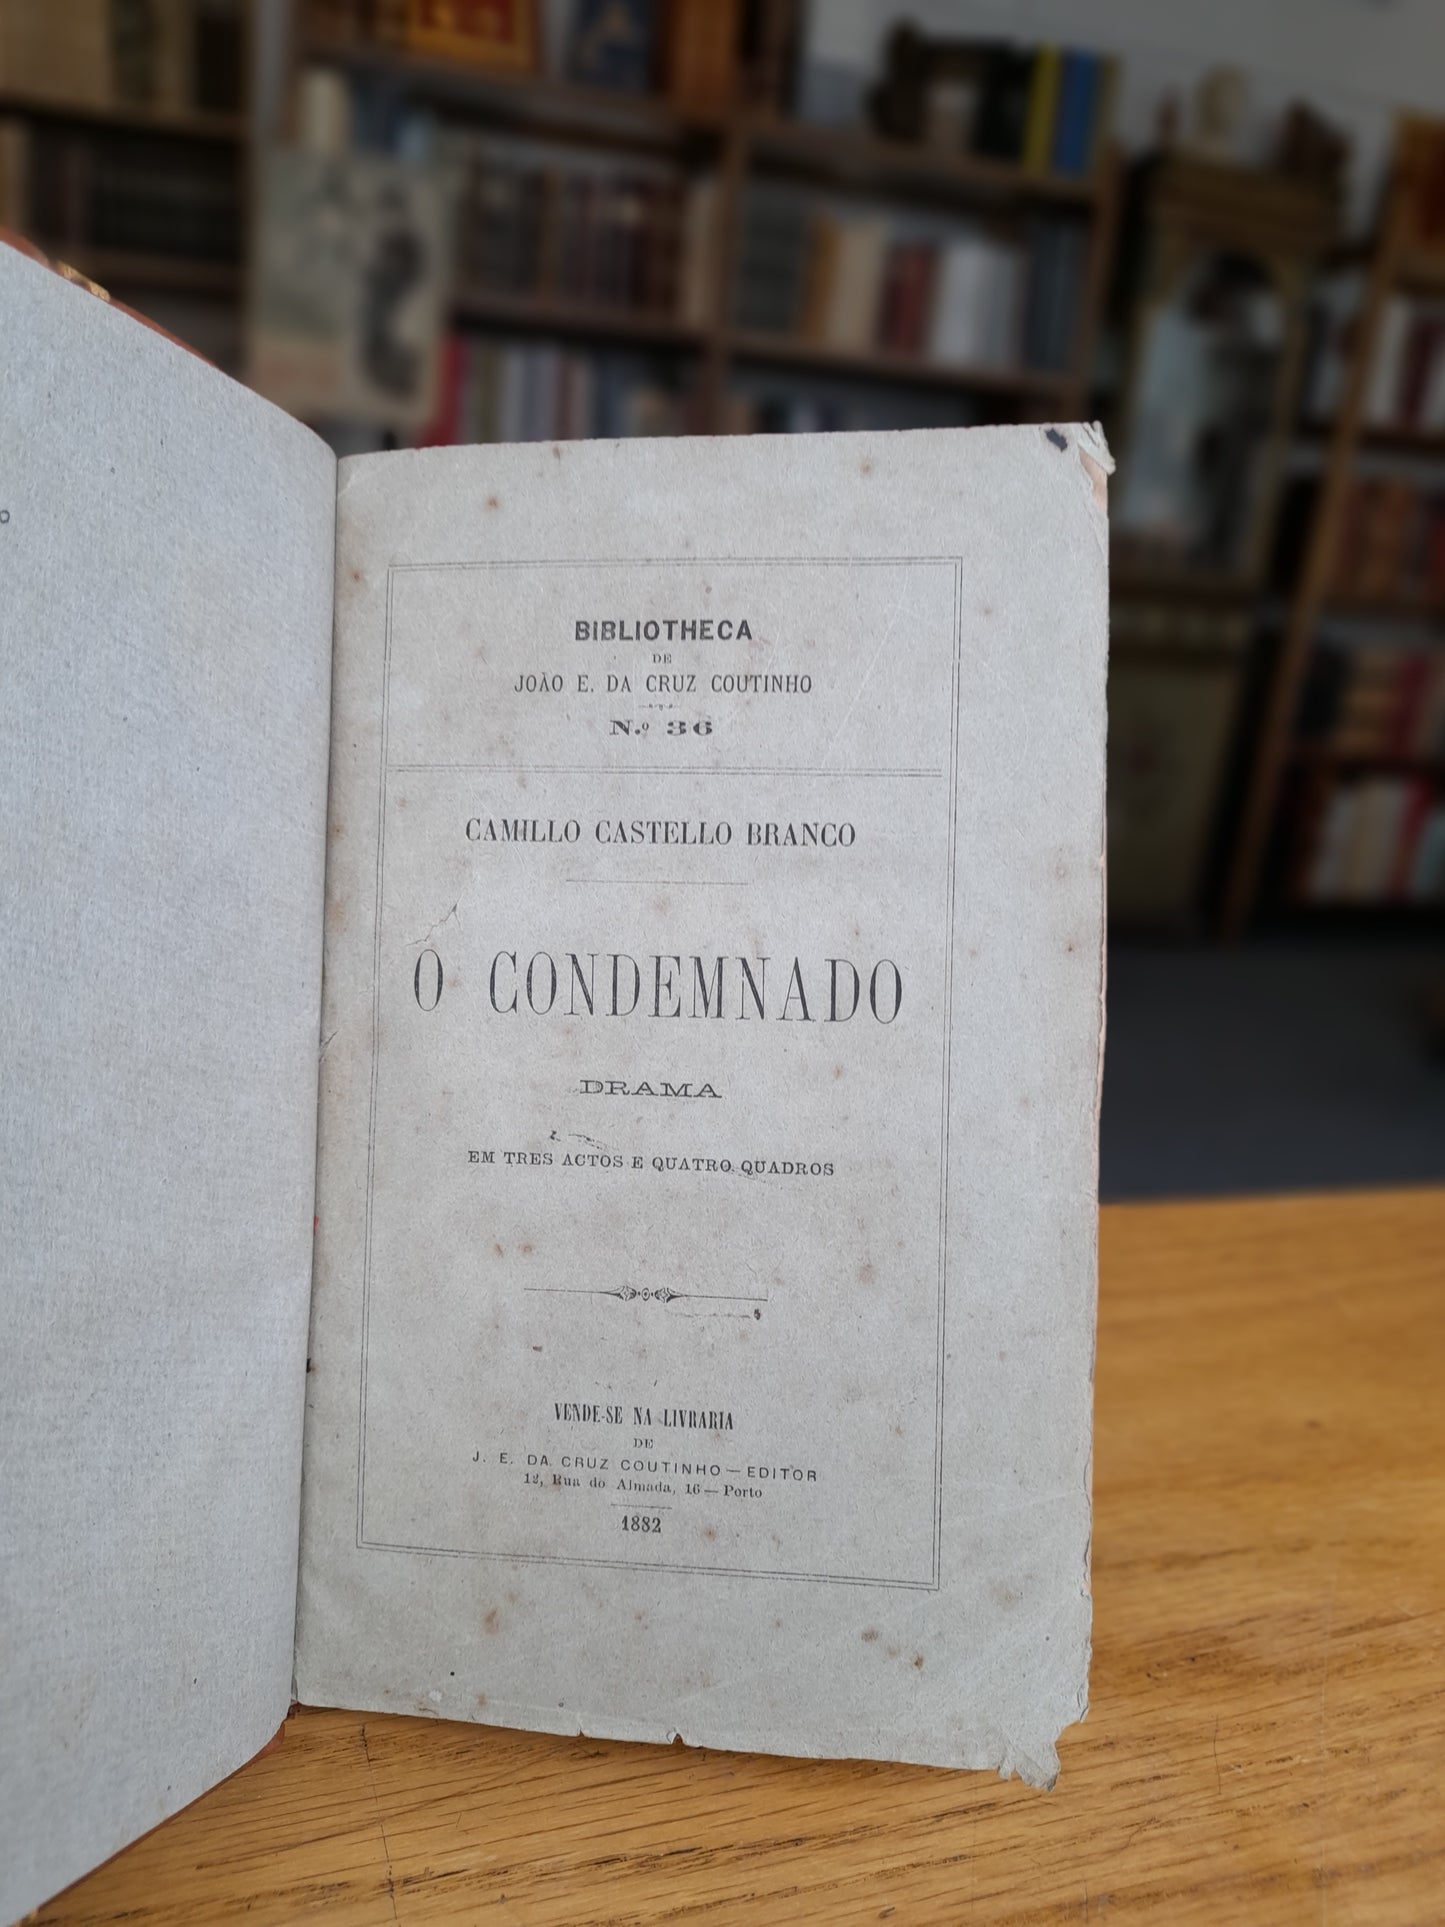 BIBLIOTHECA
DE
JOÃO E. DA CRUZ COUTINHO
N.º 36
CAMILLO CASTELLO BRANCO
O CONDEMNADO
DRAMA
EM TRES ACTOS E QUATRO QUADROS
VENDE-SE NA LIVRARIA
DE
J. E. DA CRUZ COUTINHO — EDITOR
12, Rua do Almada, 16 — Porto
1882